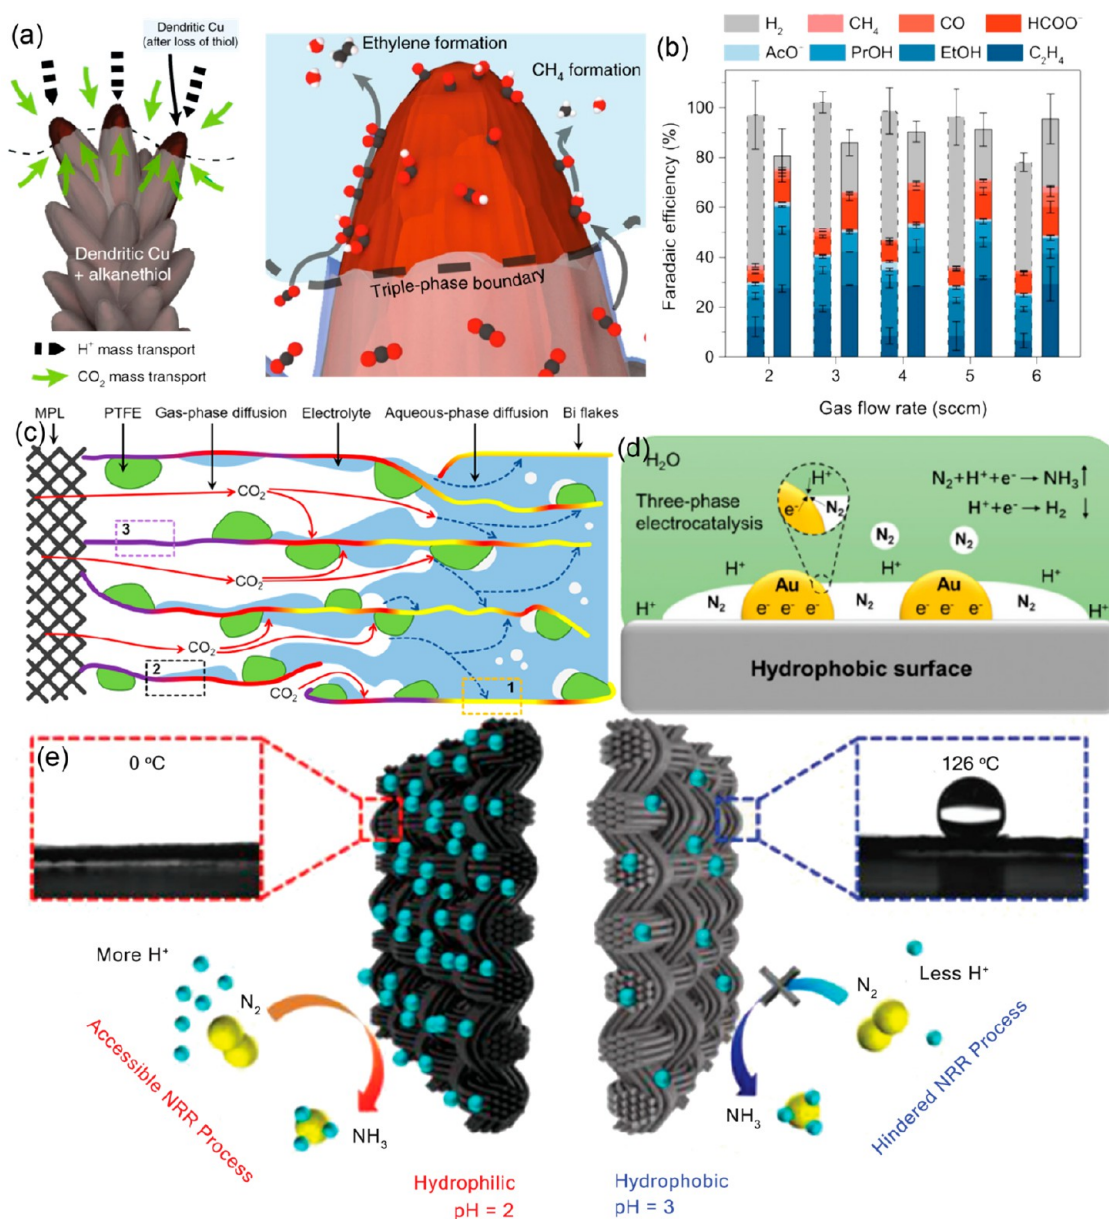 (a)
Dendritic Cu
(after loss of thiol)
Dendritic Cu
+ alkanethiol
H⁺ mass transport
CO₂ mass transport
Ethylene formation
CH₄ formation
Triple-phase boundary
(b)
H₂
CH₄
CO
HCOO⁻
AcO⁻
PrOH
EtOH
C₂H₄
Faradaic efficiency (%)
100
80
60
40
20
0
2
3
4
5
6
Gas flow rate (sccm)
MPL
PTFE
Gas-phase diffusion
Electrolyte
Aqueous-phase diffusion
Bi flakes
(c)
CO₂
3
CO₂
CO₂
2
CO₂
1
(d)
H₂O
Three-phase
electrocatalysis
H⁺
e⁻
N₂
N₂+H⁺+e⁻→ NH₃↑
H⁺+e⁻→ H₂ ↓
N₂
N₂
H⁺
H⁺
H⁺
H⁺
H⁺
Au
Au
N₂
e⁻ e⁻ e⁻
N₂
e⁻ e⁻ e⁻
N₂
Hydrophobic surface
(e)
0 ºC
126 ºC
More H⁺
N₂
Accessible NRR Process
NH₃
Less H⁺
N₂
Hindered NRR Process
NH₃
Hydrophilic
pH = 2
Hydrophobic
pH = 3